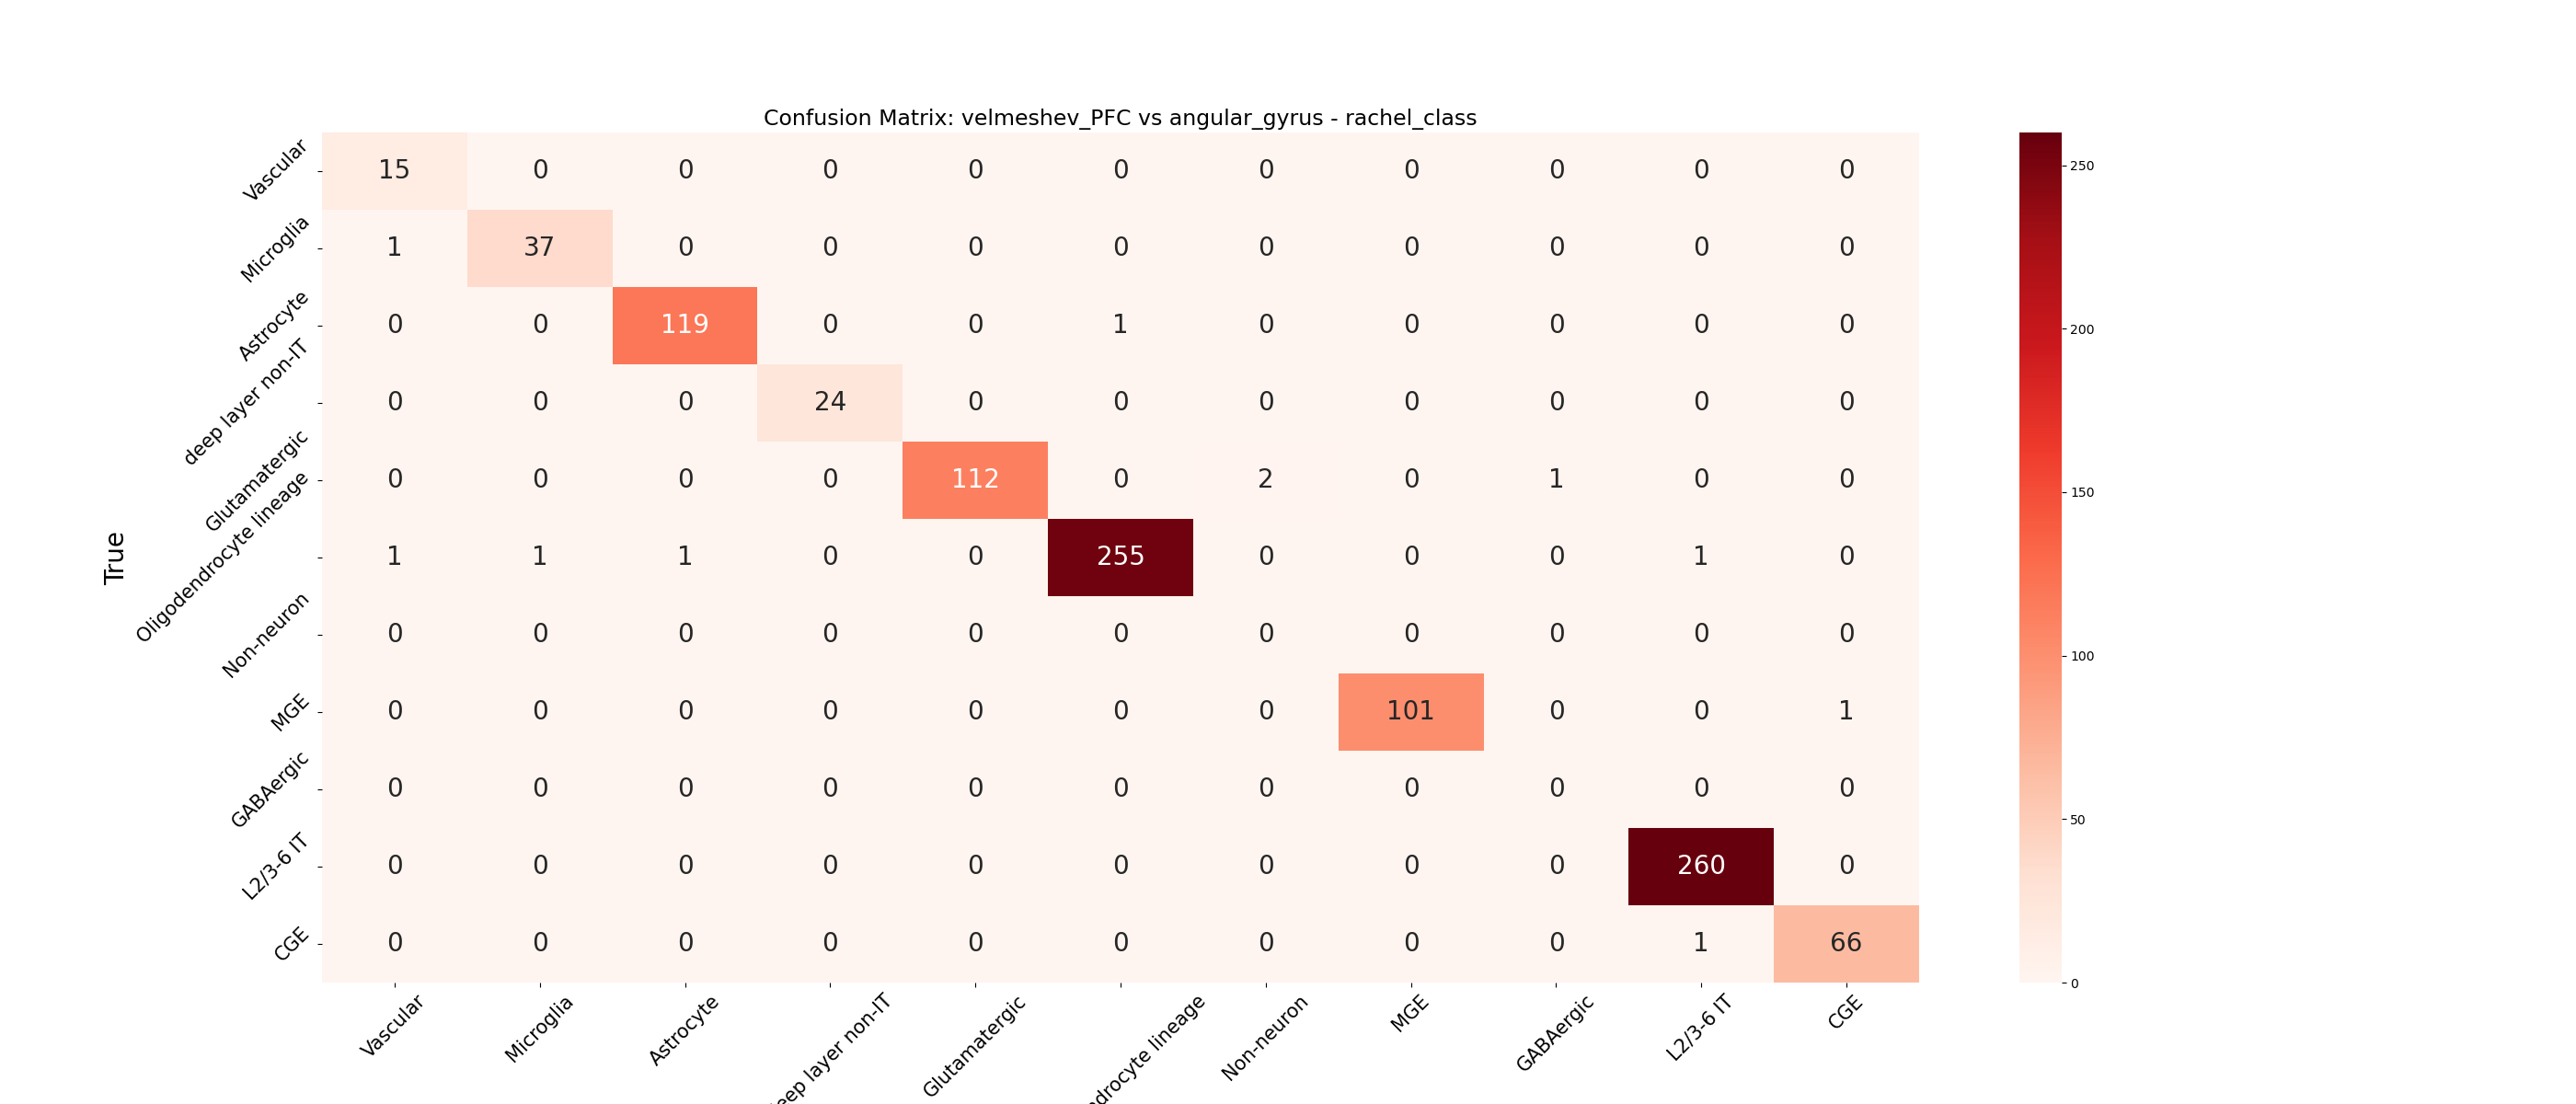 Confusion Matrix: velmeshev_PFC vs angular_gyrus - rachel_class
True
Vascular 15 0 0 0 0 0 0 0 0 0 0
Microglia 1 37 0 0 0 0 0 0 0 0 0
Astrocyte 0 0 119 0 0 1 0 0 0 0 0
deep layer non-IT 0 0 0 24 0 0 0 0 0 0 0
Glutamatergic 0 0 0 0 112 0 2 0 1 0 0
Oligodendrocyte lineage 1 1 1 0 0 255 0 0 0 1 0
Non-neuron 0 0 0 0 0 0 0 0 0 0 0
MGE 0 0 0 0 0 0 0 101 0 0 1
GABAergic 0 0 0 0 0 0 0 0 0 0 0
L2/3-6 IT 0 0 0 0 0 0 0 0 0 260 0
CGE 0 0 0 0 0 0 0 0 0 1 66
Vascular Microglia Astrocyte eep layer non-IT Glutamatergic ndrocyte lineage Non-neuron MGE GABAergic L2/3-6 IT CGE
250
200
150
100
50
0